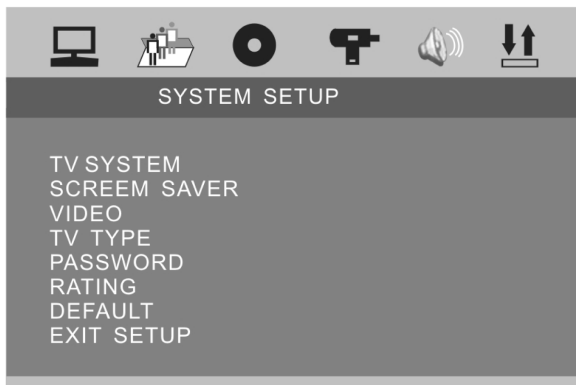 SYSTEM SETUP
TV SYSTEM
SCREEM SAVER
VIDEO
TV TYPE
PASSWORD
RATING
DEFAULT
EXIT SETUP